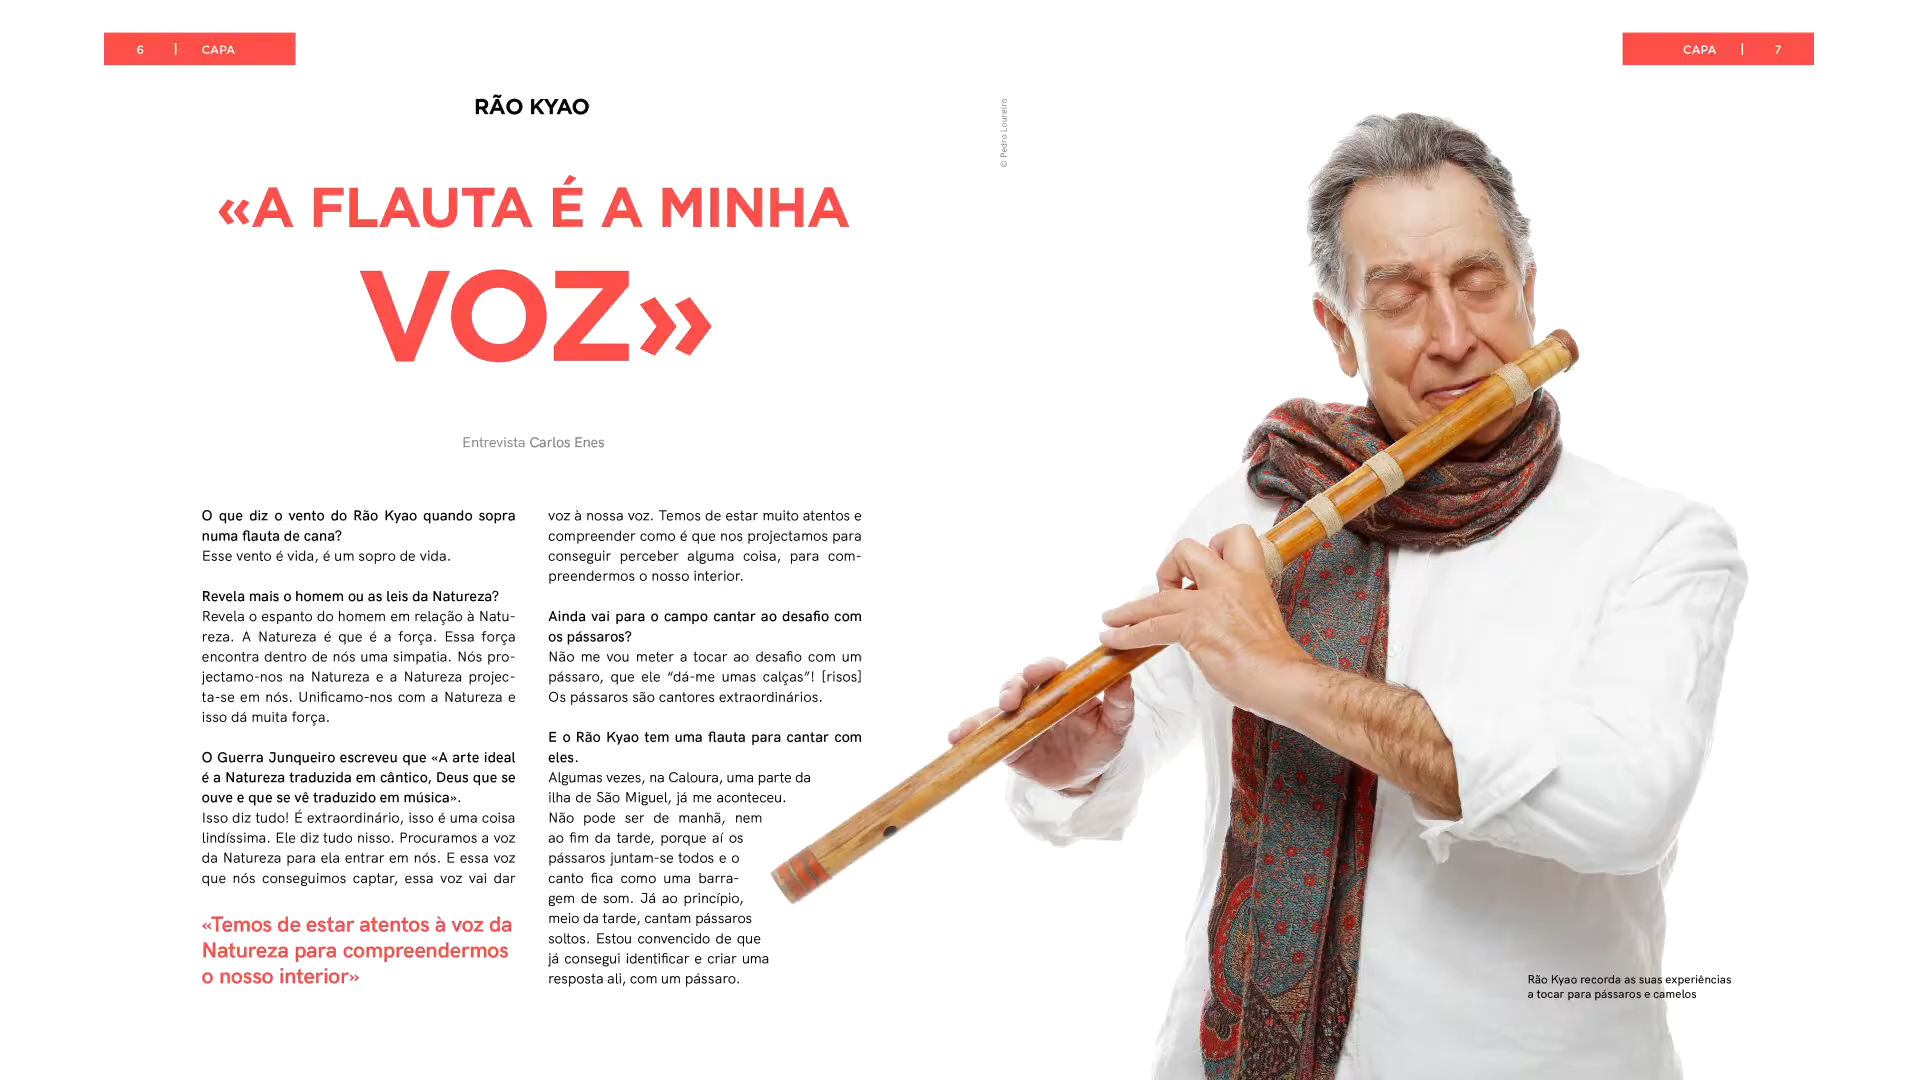 6 | CAPA
RÃO KYAO
«A FLAUTA É A MINHA
VOZ»
Entrevista Carlos Enes
O que diz o vento do Rão Kyao quando sopra
numa flauta de cana?
Esse vento é vida, é um sopro de vida.
Revela mais o homem ou as leis da Natureza?
Revela o espanto do homem em relação à Natu-
reza. A Natureza é que é a força. Essa força
encontra dentro de nós uma simpatia. Nós pro-
jectamo-nos na Natureza e a Natureza projec-
ta-se em nós. Unificamo-nos com a Natureza e
isso dá muita força.
O Guerra Junqueiro escreveu que «A arte ideal
é a Natureza traduzida em cântico, Deus que se
ouve e que se vê traduzido em música».
Isso diz tudo! É extraordinário, isso é uma coisa
lindíssima. Ele diz tudo nisso. Procuramos a voz
da Natureza para ela entrar em nós. E essa voz
que nós conseguimos captar, essa voz vai dar
«Temos de estar atentos à voz da
Natureza para compreendermos
o nosso interior»
voz à nossa voz. Temos de estar muito atentos e
compreender como é que nos projectamos para
conseguir perceber alguma coisa, para com-
preendermos o nosso interior.
Ainda vai para o campo cantar ao desafio com
os pássaros?
Não me vou meter a tocar ao desafio com um
pássaro, que ele “dá-me umas calças”! [risos]
Os pássaros são cantores extraordinários.
E o Rão Kyao tem uma flauta para cantar com
eles.
Algumas vezes, na Caloura, uma parte da
ilha de São Miguel, já me aconteceu.
Não pode ser de manhã, nem
ao fim da tarde, porque aí os
pássaros juntam-se todos e o
canto fica como uma barra-
gem de som. Já ao princípio,
meio da tarde, cantam pássaros
soltos. Estou convencido de que
já consegui identificar e criar uma
resposta ali, com um pássaro.
CAPA | 7
© Pedro Loureiro
Rão Kyao recorda as suas experiências
a tocar para pássaros e camelos